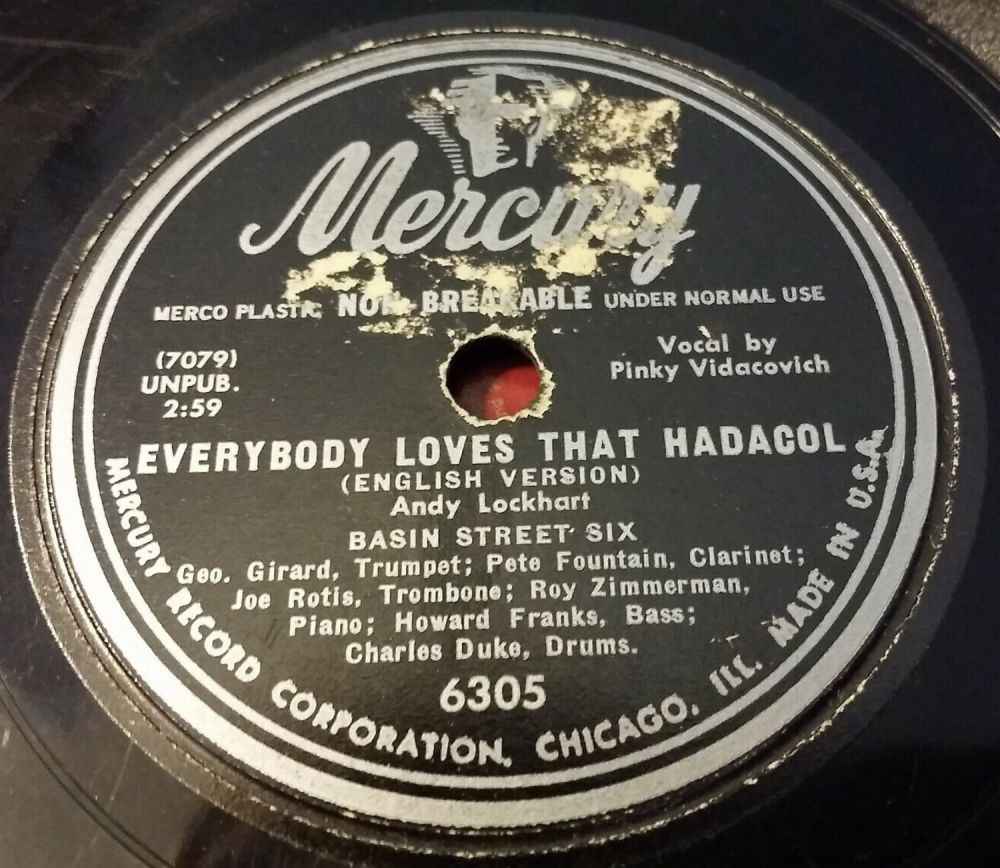 Mercury
MERCO PLASTIC NON-BREAKABLE UNDER NORMAL USE
(7079)
UNPUB.
2:59
Vocal by
Pinky Vidacovich
EVERYBODY LOVES THAT HADACOL
(ENGLISH VERSION)
Andy Lockhart
BASIN STREET SIX
Geo. Girard, Trumpet; Pete Fountain, Clarinet;
Joe Rotis, Trombone; Roy Zimmerman,
Piano; Howard Franks, Bass;
Charles Duke, Drums.
6305
MERCURY RECORD CORPORATION, CHICAGO, ILL. MADE IN U.S.A.